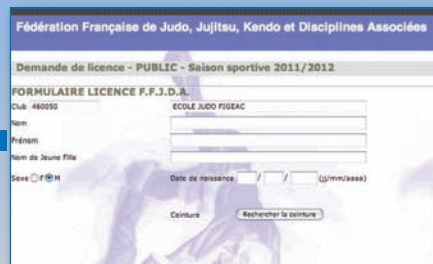 Fédération Française de Judo, Jujitsu, Kendo et Disciplines Associées
Demande de licence - PUBLIC - Saison sportive 2011/2012
FORMULAIRE LICENCE F.F.J.D.A.
Club 460050 ECOLE JUDO FIGEAC
Nom
Prénom
Nom de Jeune Fille
Sexe F M Date de naissance / / (jj/mm/aaaa)
Ceinture Rechercher la ceinture